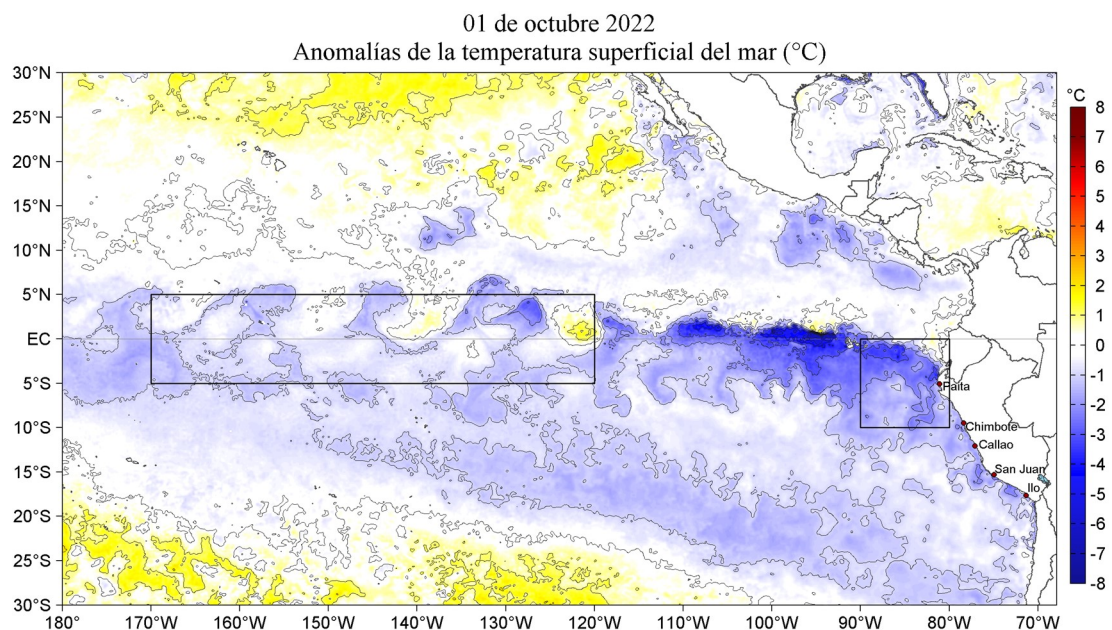 01 de octubre 2022
Anomalías de la temperatura superficial del mar (°C)
°C
30°N
25°N
20°N
15°N
10°N
5°N
EC
5°S
10°S
15°S
20°S
25°S
30°S
Paita
Chimbote
Callao
San Juan
Ilo
8
7
6
5
4
3
2
1
0
-1
-2
-3
-4
-5
-6
-7
-8
180 170°W 160°W 150°W 140°W 130°W 120°W 110°W 100°W 90°W 80°W 70°W